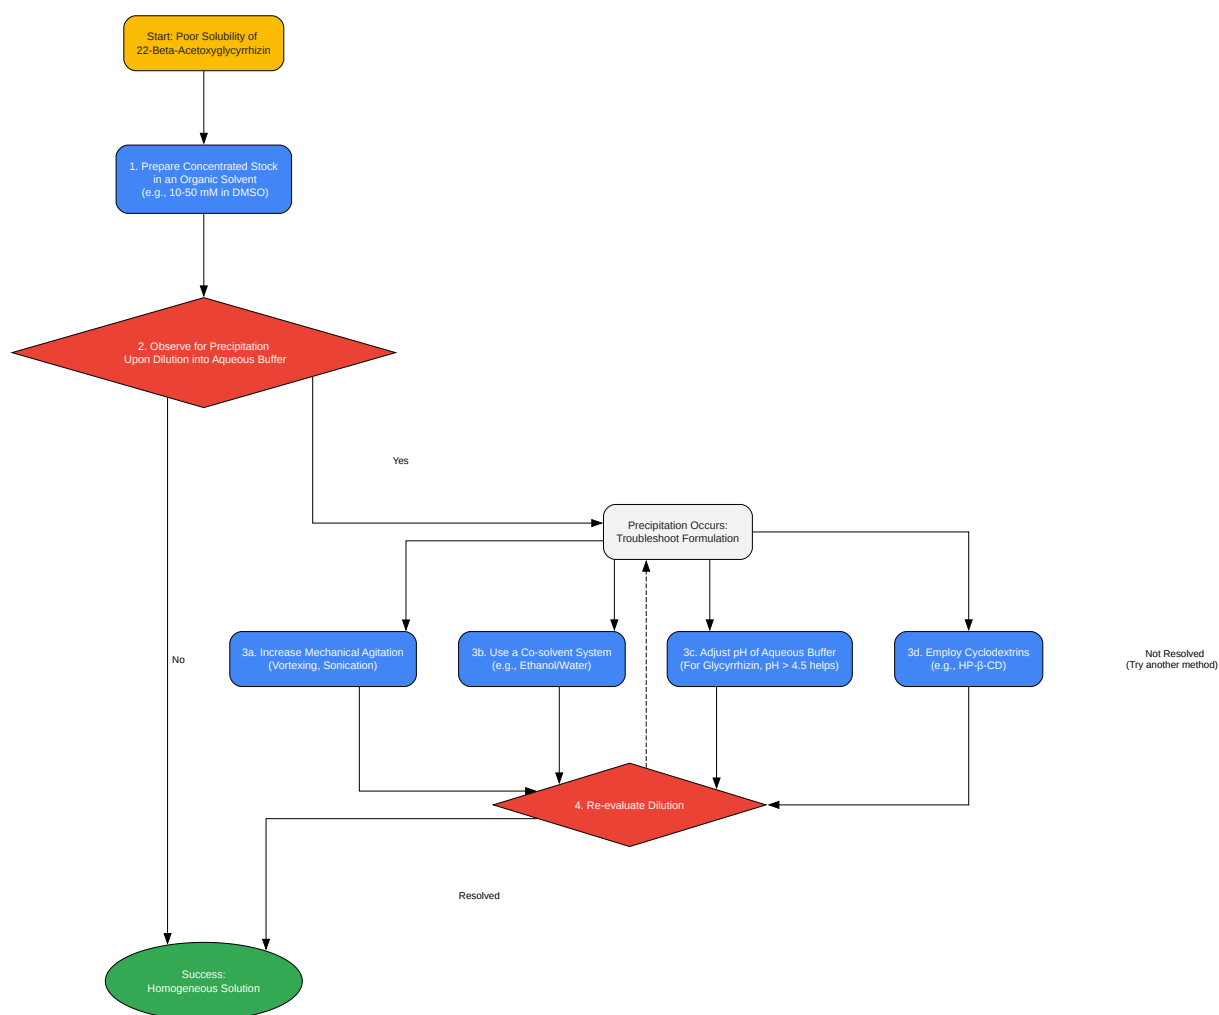 Start: Poor Solubility of
22-Beta-Acetoxyglycyrrhizin
1. Prepare Concentrated Stock
in an Organic Solvent
(e.g., 10-50 mM in DMSO)
2. Observe for Precipitation
Upon Dilution into Aqueous Buffer
Yes
Precipitation Occurs:
Troubleshoot Formulation
No
3a. Increase Mechanical Agitation
(Vortexing, Sonication)
3b. Use a Co-solvent System
(e.g., Ethanol/Water)
3c. Adjust pH of Aqueous Buffer
(For Glycyrrhizin, pH > 4.5 helps)
3d. Employ Cyclodextrins
(e.g., HP-β-CD)
Not Resolved
(Try another method)
4. Re-evaluate Dilution
Resolved
Success:
Homogeneous Solution